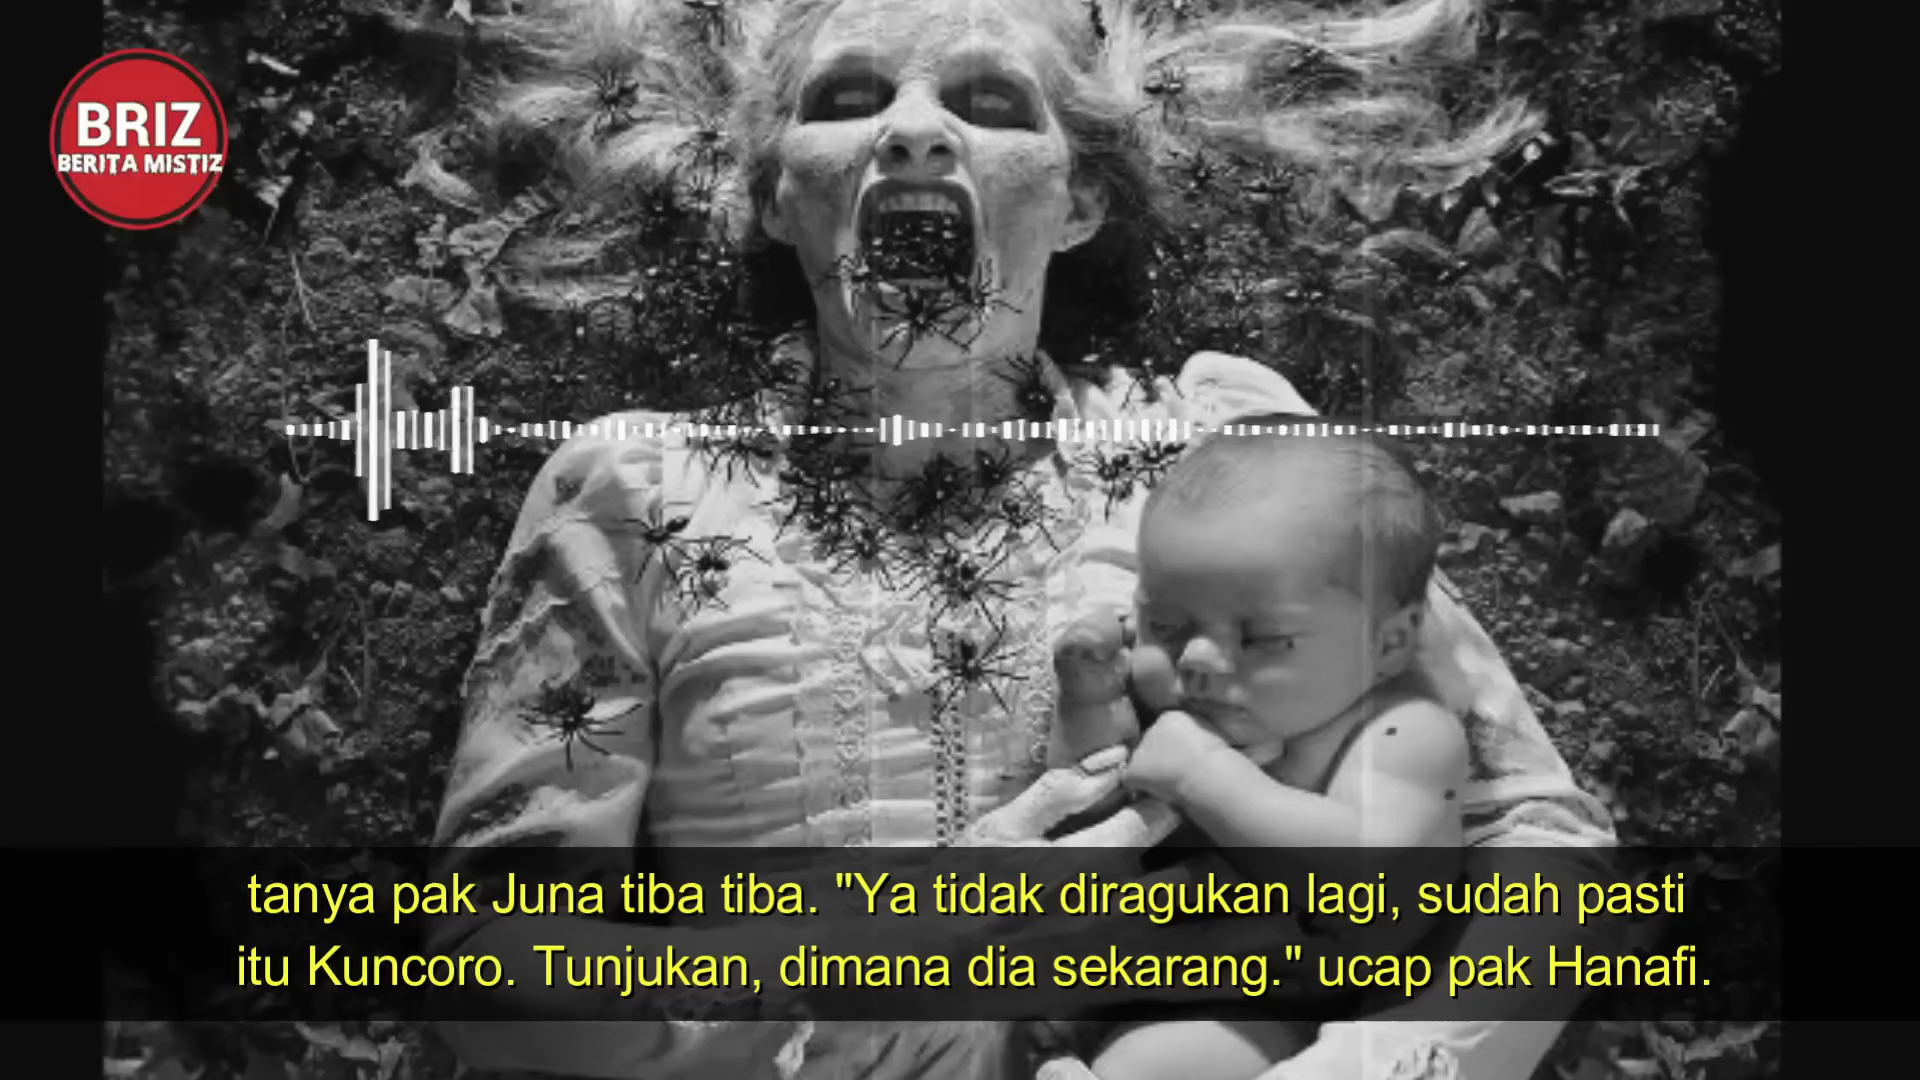 BRIZ
BERITA MISTIZ
tanya pak Juna tiba tiba. "Ya tidak diragukan lagi, sudah pasti
itu Kuncoro. Tunjukan, dimana dia sekarang." ucap pak Hanafi.